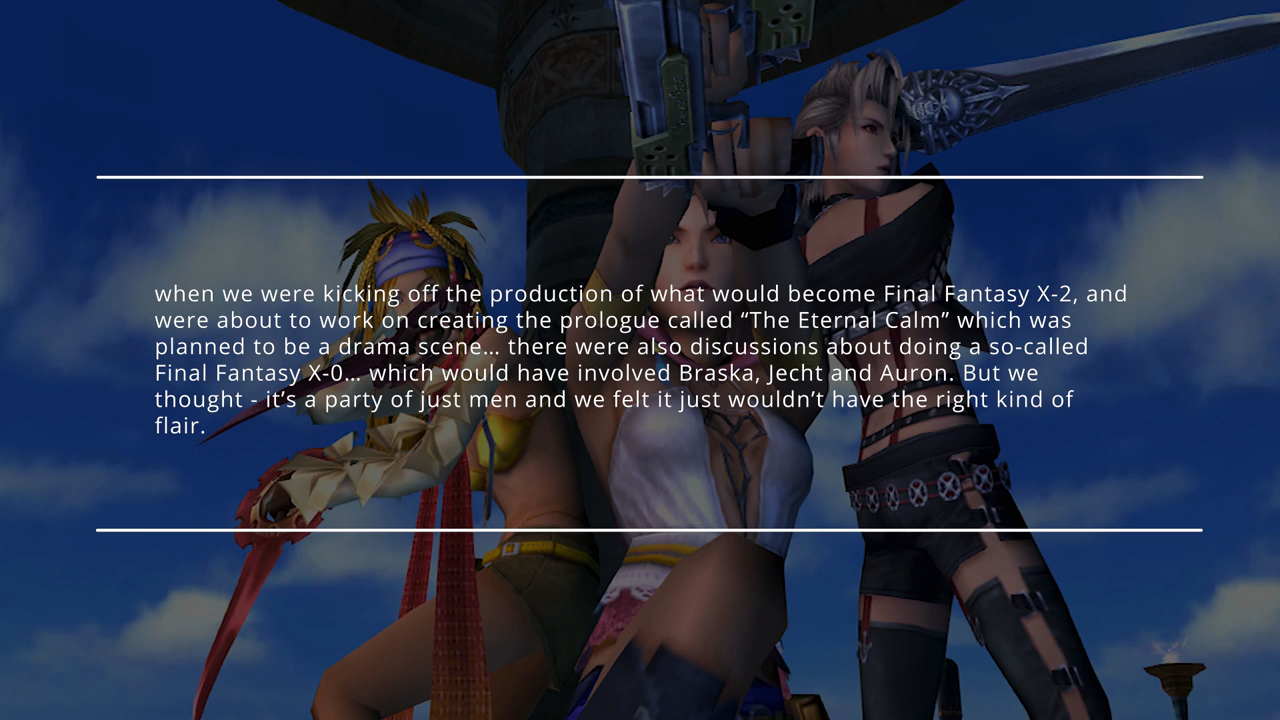 when we were kicking off the production of what would become Final Fantasy X-2, and
were about to work on creating the prologue called “The Eternal Calm” which was
planned to be a drama scene… there were also discussions about doing a so-called
Final Fantasy X-0… which would have involved Braska, Jecht and Auron. But we
thought - it’s a party of just men and we felt it just wouldn’t have the right kind of
flair.